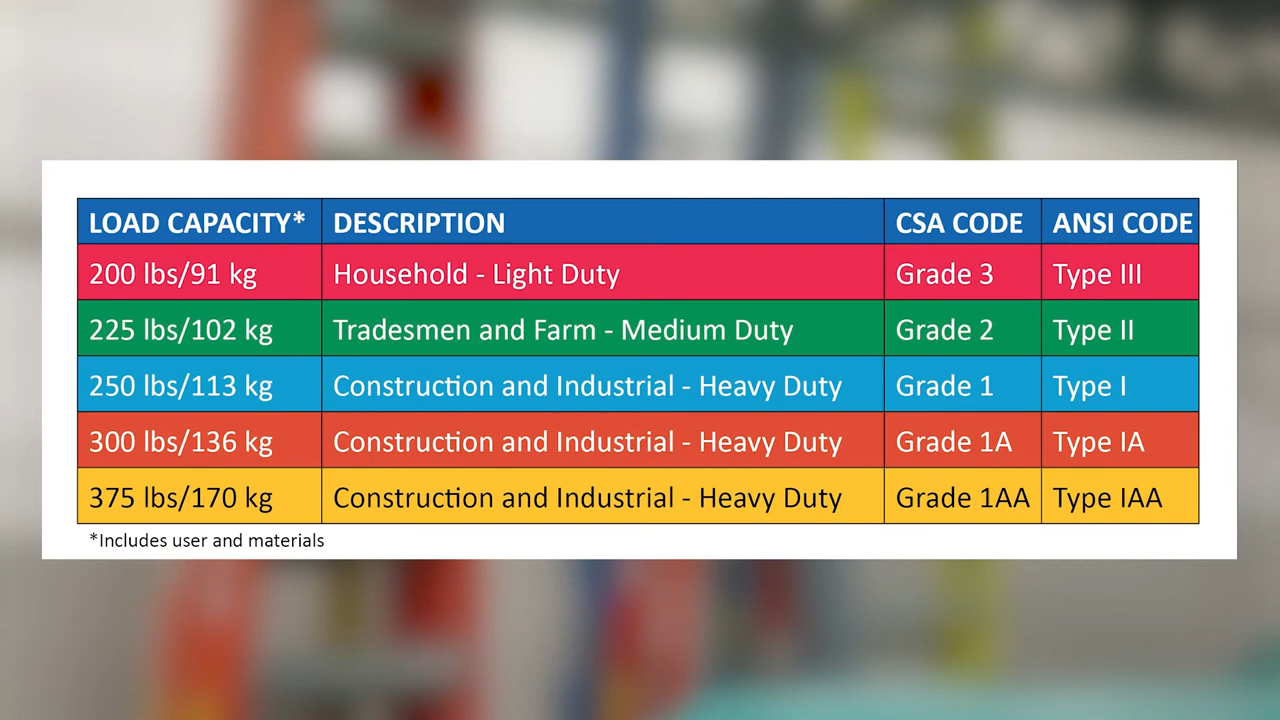 LOAD CAPACITY* DESCRIPTION CSA CODE ANSI CODE
200 lbs/91 kg Household - Light Duty Grade 3 Type III
225 lbs/102 kg Tradesmen and Farm - Medium Duty Grade 2 Type II
250 lbs/113 kg Construction and Industrial - Heavy Duty Grade 1 Type I
300 lbs/136 kg Construction and Industrial - Heavy Duty Grade 1A Type IA
375 lbs/170 kg Construction and Industrial - Heavy Duty Grade 1AA Type IAA
*Includes user and materials